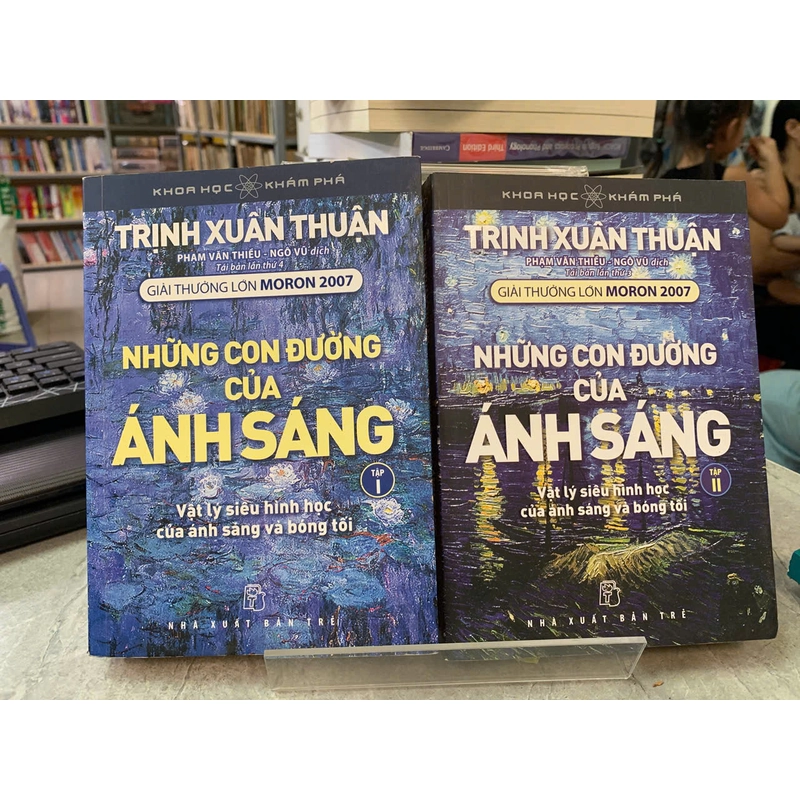 CAMBRIDGE
Third Edition
KHOA HỌC KHÁM PHÁ
TRỊNH XUÂN THUẬN
PHẠM VĂN THIỀU - NGÔ VŨ dịch
Tái bản lần thứ 4
GIẢI THƯỞNG LỚN MORON 2007
NHỮNG CON ĐƯỜNG
CỦA
ÁNH SÁNG
TẬP
I
Vật lý siêu hình học
của ánh sáng và bóng tối
NHÀ XUẤT BẢN TRẺ
KHOA HỌC KHÁM PHÁ
TRỊNH XUÂN THUẬN
PHẠM VĂN THIỀU - NGÔ VŨ dịch
Tái bản lần thứ 3
GIẢI THƯỞNG LỚN MORON 2007
NHỮNG CON ĐƯỜNG
CỦA
ÁNH SÁNG
TẬP
II
Vật lý siêu hình học
của ánh sáng và bóng tối
NHÀ XUẤT BẢN TRẺ